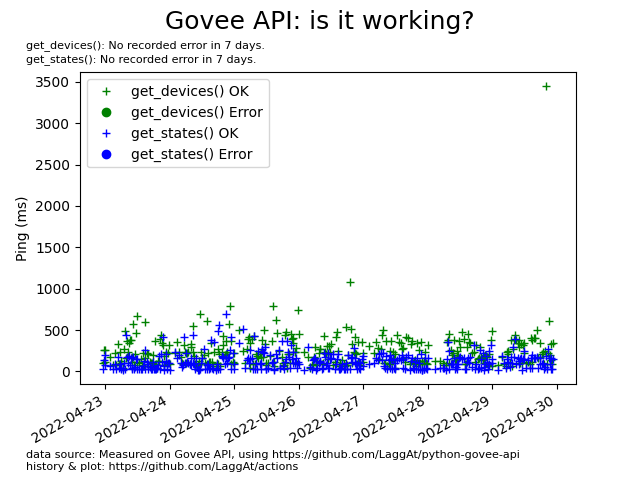 Govee API: is it working?
get_devices(): No recorded error in 7 days.
get_states(): No recorded error in 7 days.
get_devices() OK
get_devices() Error
get_states() OK
get_states() Error
Ping (ms)
3500
3000
2500
2000
1500
1000
500
0
2022-04-23
2022-04-24
2022-04-25
2022-04-26
2022-04-27
2022-04-28
2022-04-29
2022-04-30
data source: Measured on Govee API, using https://github.com/LaggAt/python-govee-api
history & plot: https://github.com/LaggAt/actions